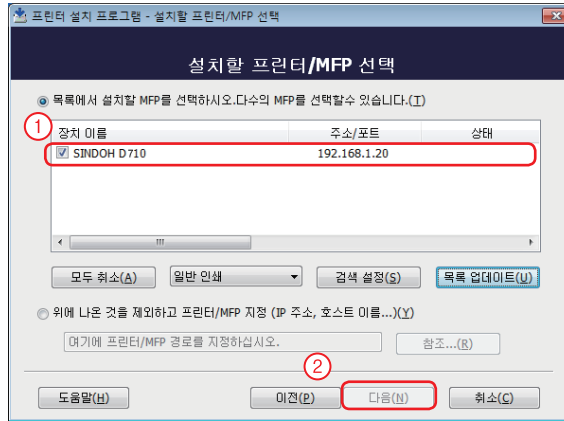 프린터 설치 프로그램 - 설치할 프린터/MFP 선택
설치할 프린터/MFP 선택
목록에서 설치할 MFP를 선택하시오.다수의 MFP를 선택할수 있습니다.(T)
1
장치 이름 주소/포트 상태
SINDOH D710 192.168.1.20
모두 취소(A) 일반 인쇄 검색 설정(S) 목록 업데이트(U)
위에 나온 것을 제외하고 프린터/MFP 지정 (IP 주소, 호스트 이름...)(Y)
여기에 프린터/MFP 경로를 지정하십시오. 참조...(R)
2
도움말(H) 이전(P) 다음(N) 취소(C)